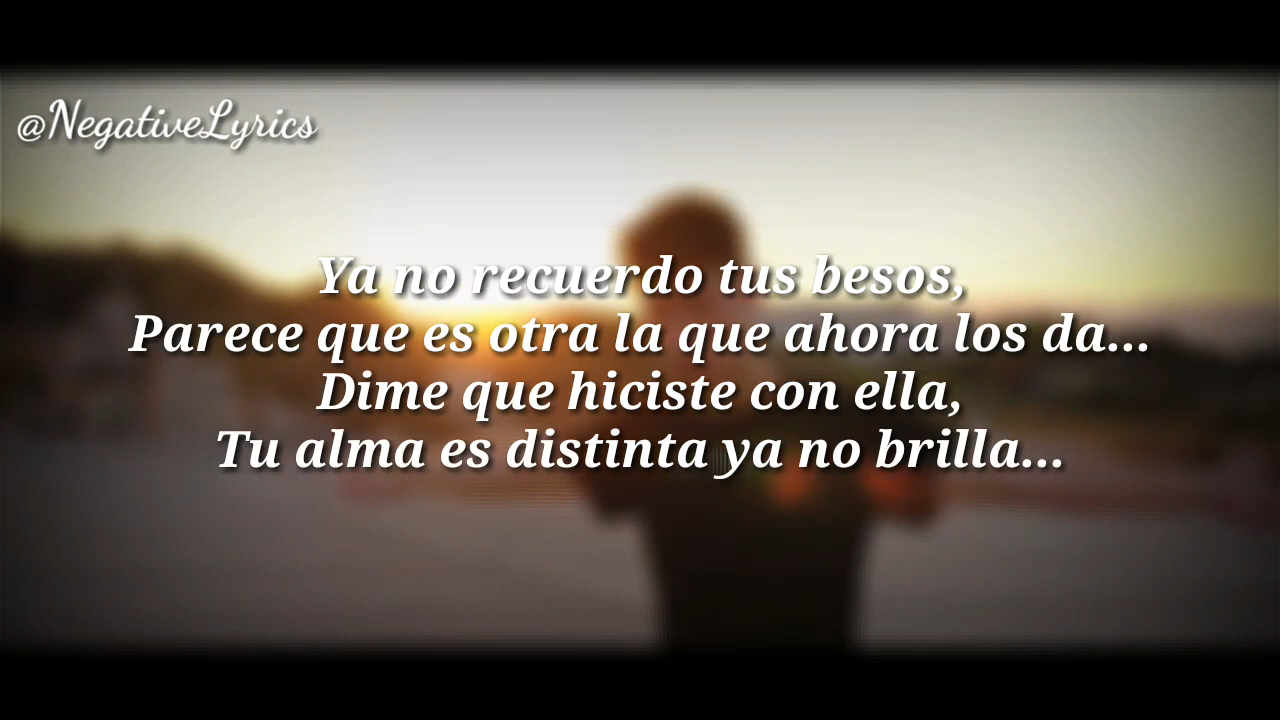 @NegativeLyrics
Ya no recuerdo tus besos,
Parece que es otra la que ahora los da...
Dime que hiciste con ella,
Tu alma es distinta ya no brilla...